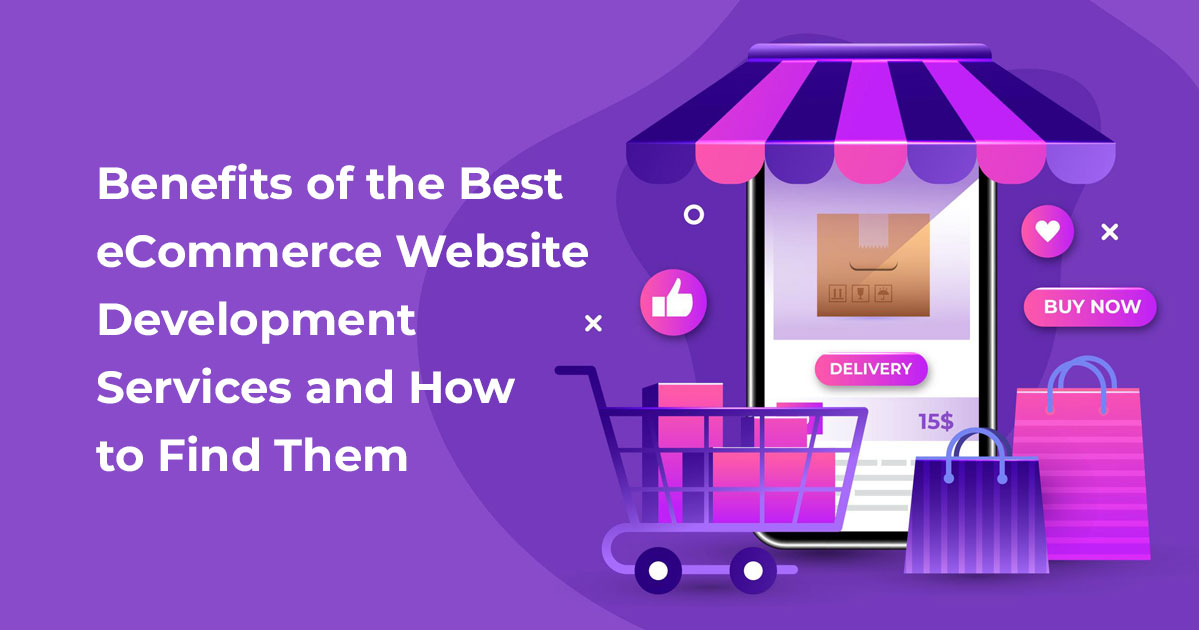 Benefits of the Best
eCommerce Website
Development
Services and How
to Find Them
BUY NOW
DELIVERY
15$